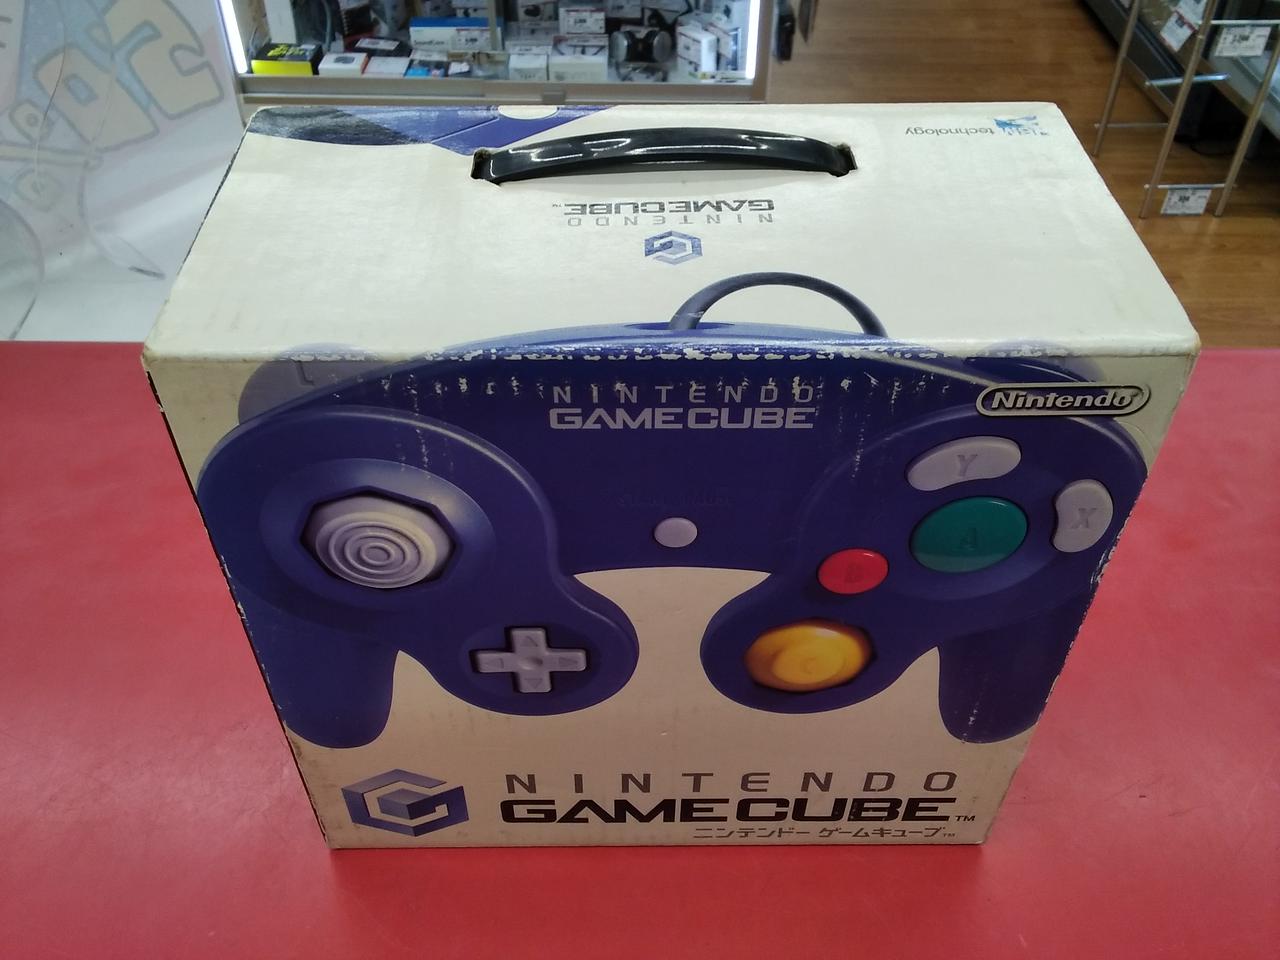 technology
NINTENDO
GAMECUBE™
L
NINTENDO
GAMECUBE
Nintendo®
Y
X
A
B
NINTENDO
GAMECUBE™
ニンテンドー ゲームキューブ™